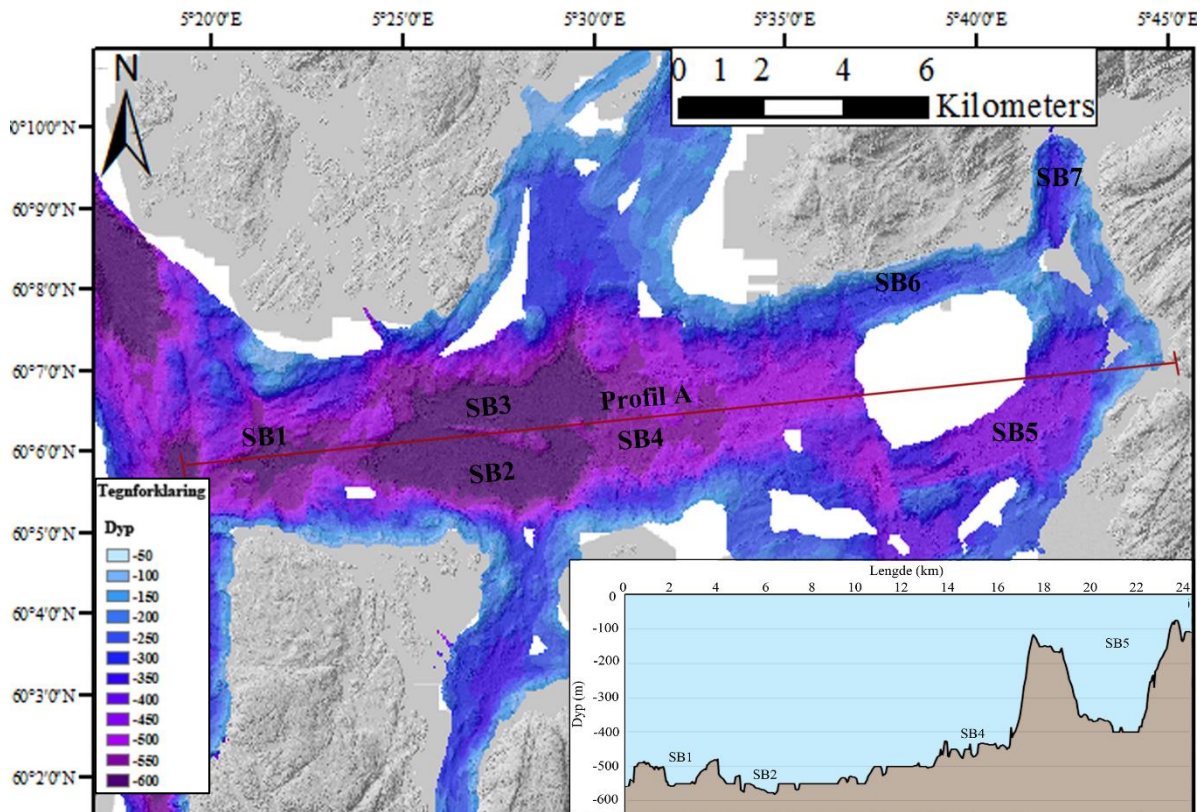 5°20'0"E 5°25'0"E 5°30'0"E 5°35'0"E 5°40'0"E 5°45'0"E
N
0 1 2 4 6
Kilometers
0°10'0"N
60°9'0"N
60°8'0"N
60°7'0"N
60°6'0"N
60°5'0"N
60°4'0"N
60°3'0"N
60°2'0"N
SB7
SB6
SB3
Profil A
SB1
SB4
SB5
SB2
Tegnforklaring
Dyp
-50
-100
-150
-200
-250
-300
-350
-400
-450
-500
-550
-600
Lengde (km)
0 2 4 6 8 10 12 14 16 18 20 22 24
Dyp (m)
0
-100
-200
-300
-400
-500
-600
SB1
SB2
SB4
SB5